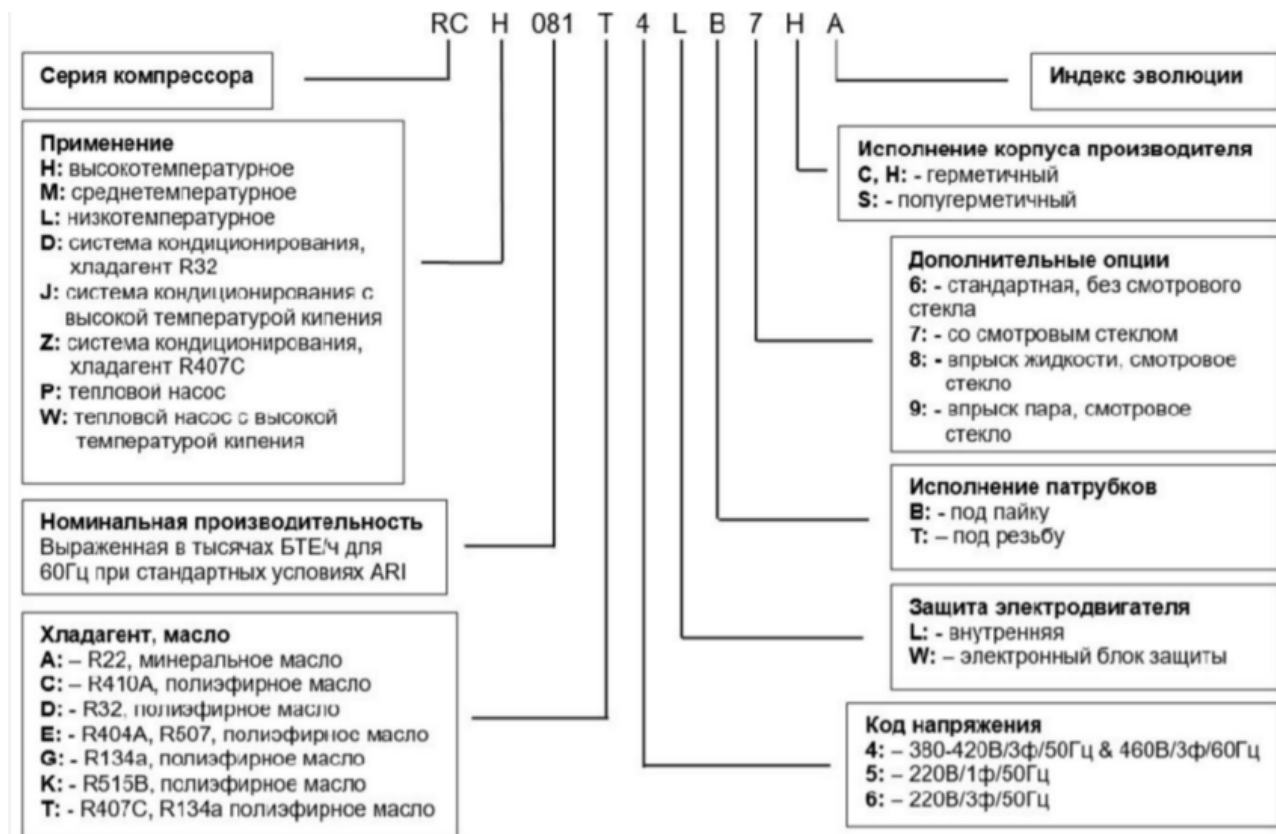 RC H 081 T 4 L B 7 H A
Серия компрессора
Применение
H: высокотемпературное
M: среднетемпературное
L: низкотемпературное
D: система кондиционирования,
хладагент R32
J: система кондиционирования с
высокой температурой кипения
Z: система кондиционирования,
хладагент R407C
P: тепловой насос
W: тепловой насос с высокой
температурой кипения
Номинальная производительность
Выраженная в тысячах БТЕ/ч для
60Гц при стандартных условиях ARI
Хладагент, масло
A: – R22, минеральное масло
C: – R410A, полиэфирное масло
D: - R32, полиэфирное масло
E: - R404A, R507, полиэфирное масло
G: - R134a, полиэфирное масло
K: - R515B, полиэфирное масло
T: - R407C, R134a полиэфирное масло
Индекс эволюции
Исполнение корпуса производителя
C, H: - герметичный
S: - полугерметичный
Дополнительные опции
6: - стандартная, без смотрового
стекла
7: - со смотровым стеклом
8: - впрыск жидкости, смотровое
стекло
9: - впрыск пара, смотровое
стекло
Исполнение патрубков
B: - под пайку
T: – под резьбу
Защита электродвигателя
L: - внутренняя
W: – электронный блок защиты
Код напряжения
4: – 380-420В/3ф/50Гц & 460В/3ф/60Гц
5: – 220В/1ф/50Гц
6: – 220В/3ф/50Гц